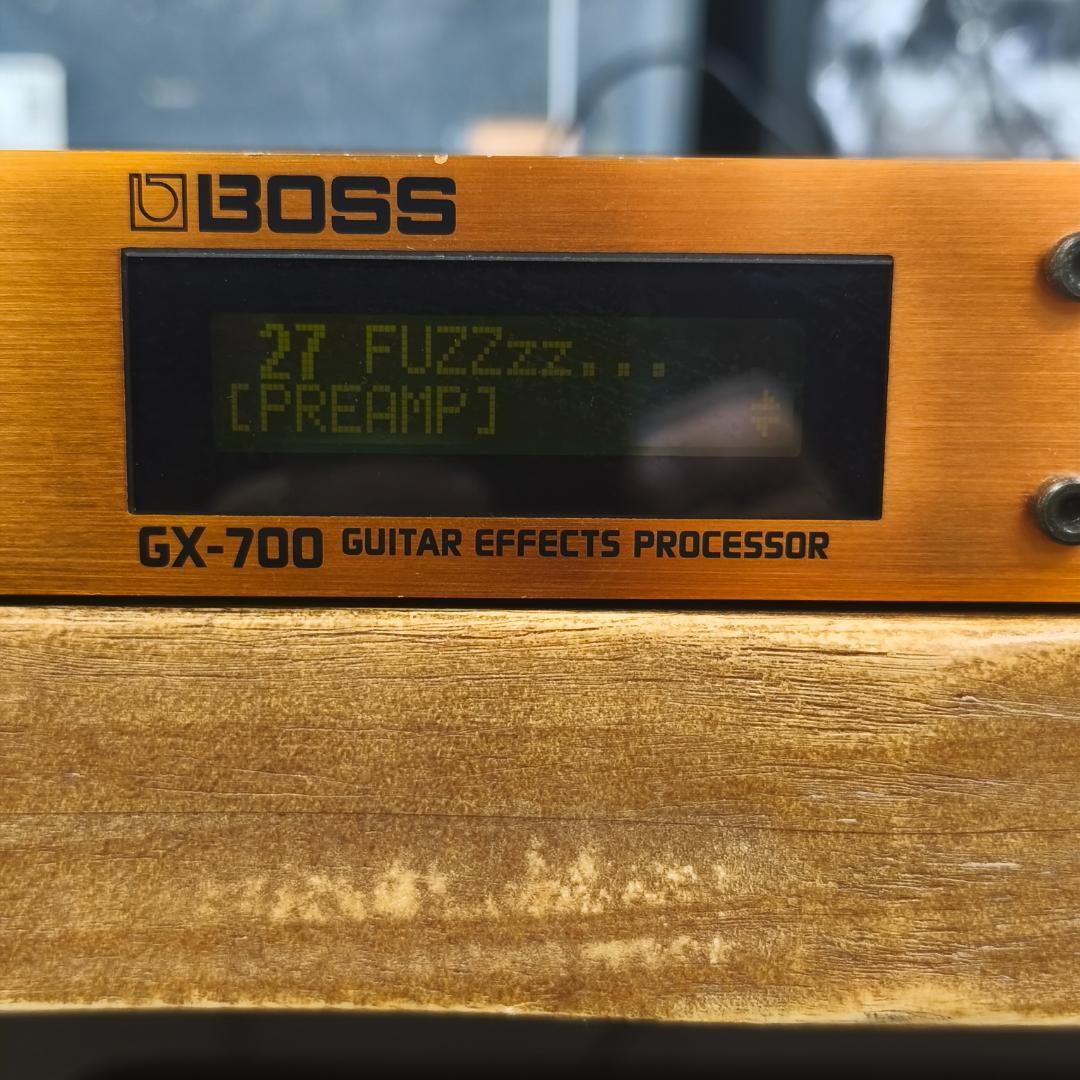 BOSS
27 FUZZzz...
[PREAMP]
GX-700 GUITAR EFFECTS PROCESSOR